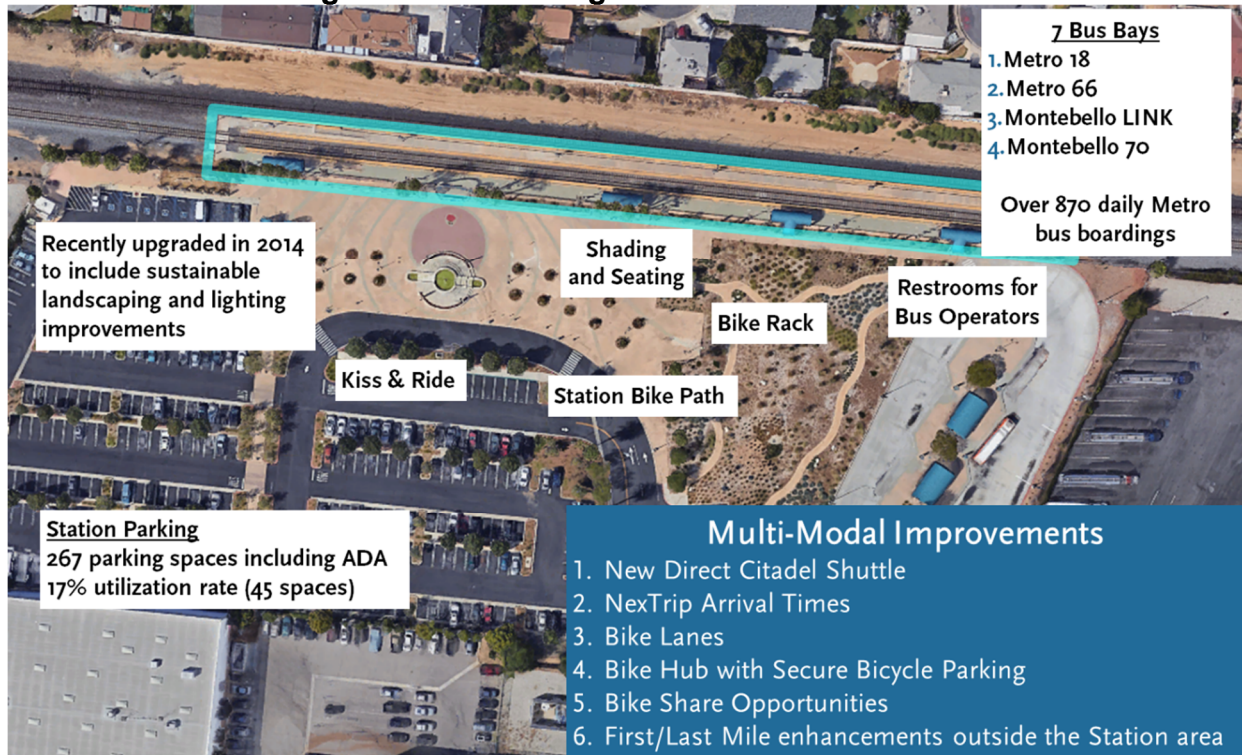 7 Bus Bays
1. Metro 18
2. Metro 66
3. Montebello LINK
4. Montebello 70
Over 870 daily Metro
bus boardings
Recently upgraded in 2014
to include sustainable
landscaping and lighting
improvements
Shading
and Seating
Restrooms for
Bus Operators
Bike Rack
Kiss & Ride
Station Bike Path
Station Parking
267 parking spaces including ADA
17% utilization rate (45 spaces)
Multi-Modal Improvements
1. New Direct Citadel Shuttle
2. NexTrip Arrival Times
3. Bike Lanes
4. Bike Hub with Secure Bicycle Parking
5. Bike Share Opportunities
6. First/Last Mile enhancements outside the Station area